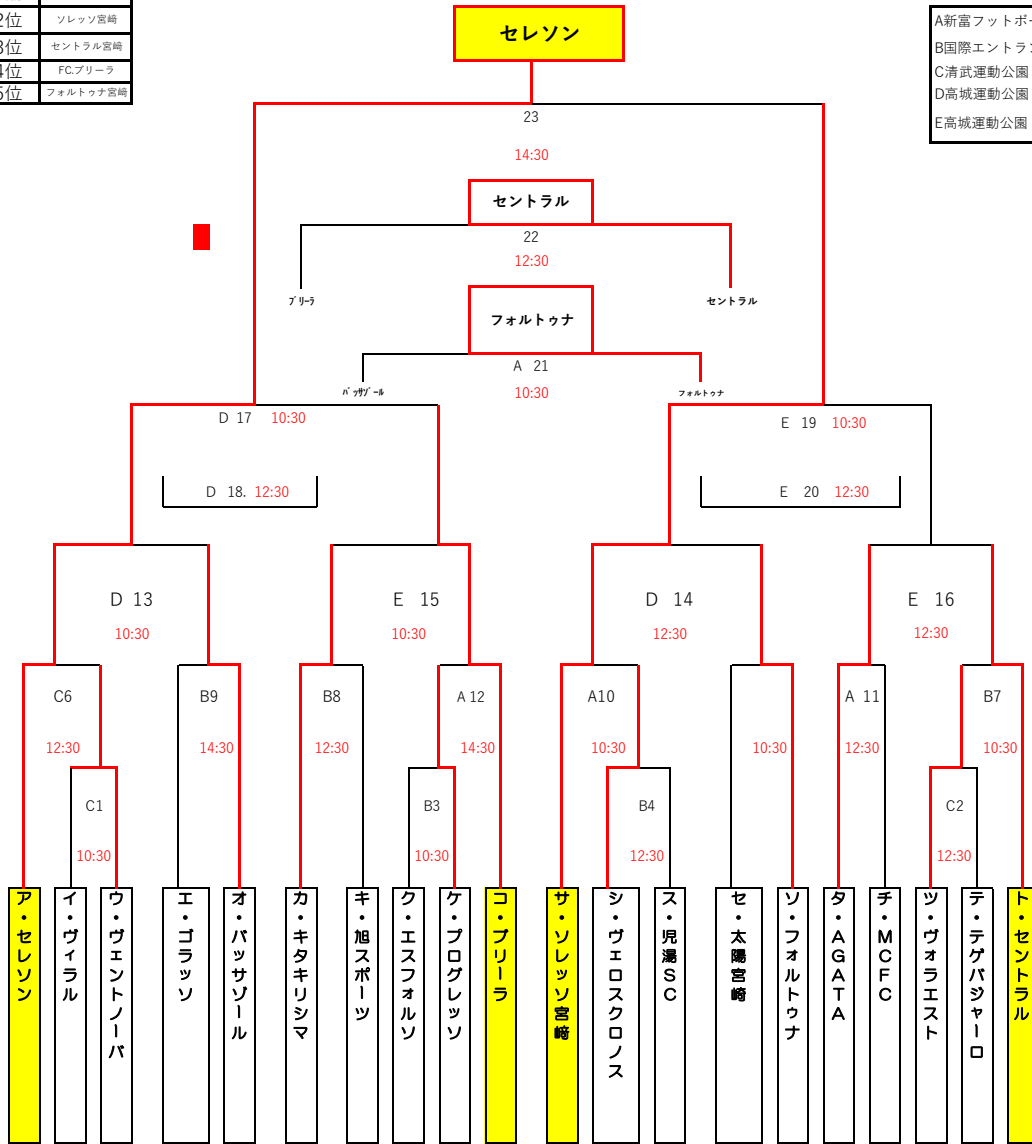 2位 ソレッソ宮崎
3位 セントラル宮崎
4位 FC.ブリーラ
5位 フォルトゥナ宮崎
セレソン
A新富フットボー
B国際エントラン
C清武運動公園
D高城運動公園
E高城運動公園
23
14:30
セントラル
22
12:30
ブリーラ
セントラル
フォルトゥナ
A 21
10:30
バッサゾール
フォルトゥナ
D 17 10:30
E 19 10:30
D 18. 12:30
E 20 12:30
D 13
10:30
E 15
10:30
D 14
12:30
E 16
12:30
C6
12:30
B9
14:30
B8
12:30
A 12
14:30
A10
10:30
10:30
A 11
12:30
B7
10:30
C1
10:30
B3
10:30
B4
12:30
C2
12:30
ア・セレソン
イ・ヴィラル
ウ・ヴェントノーバ
エ・ゴラッソ
オ・バッサゾール
カ・キタキリシマ
キ・旭スポーツ
ク・エスフォルソ
ケ・プログレッソ
コ・ブリーラ
サ・ソレッソ宮崎
シ・ヴェロスクロノス
ス・児湯SC
セ・太陽宮崎
ソ・フォルトゥナ
タ・AGATA
チ・MCFC
ツ・ヴォラエスト
テ・テゲバジャーロ
ト・セントラル